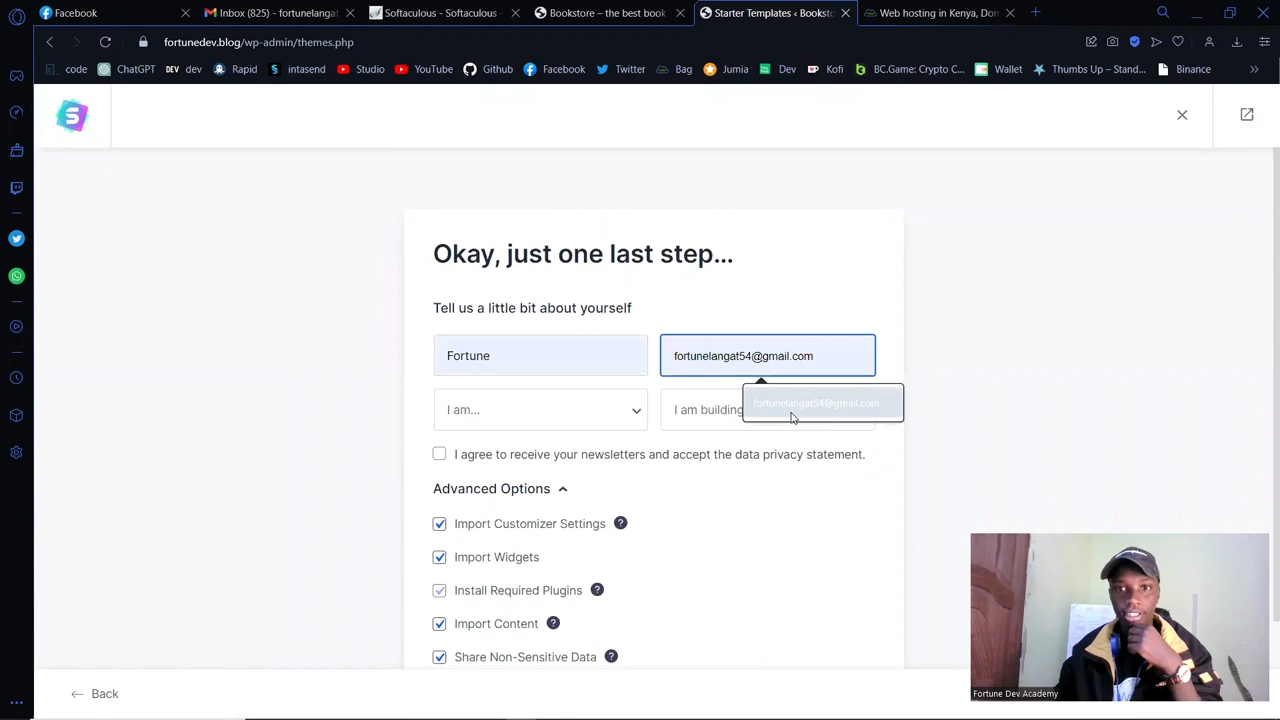 Facebook
Inbox (825) - fortunelangat
Softaculous - Softaculous -
Bookstore – the best book
Starter Templates ‹ Booksto
Web hosting in Kenya, Don
fortunedev.blog/wp-admin/themes.php
code
ChatGPT
DEV dev
Rapid
intasend
Studio
YouTube
Github
Facebook
Twitter
Bag
Jumia
Dev
Kofi
BC.Game: Crypto C...
Wallet
Thumbs Up – Stand...
Binance
Okay, just one last step...
Tell us a little bit about yourself
Fortune
fortunelangat54@gmail.com
fortunelangat54@gmail.com
I am...
I am building
I agree to receive your newsletters and accept the data privacy statement.
Advanced Options
Import Customizer Settings
Import Widgets
Install Required Plugins
Import Content
Share Non-Sensitive Data
Back
Fortune Dev Academy